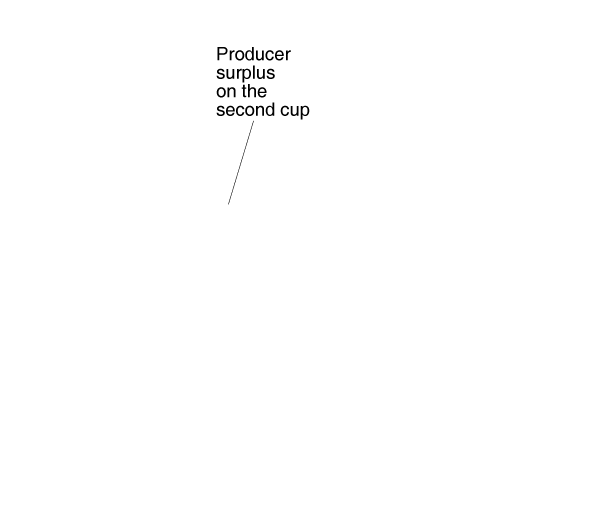 Producer
surplus
on the
second cup